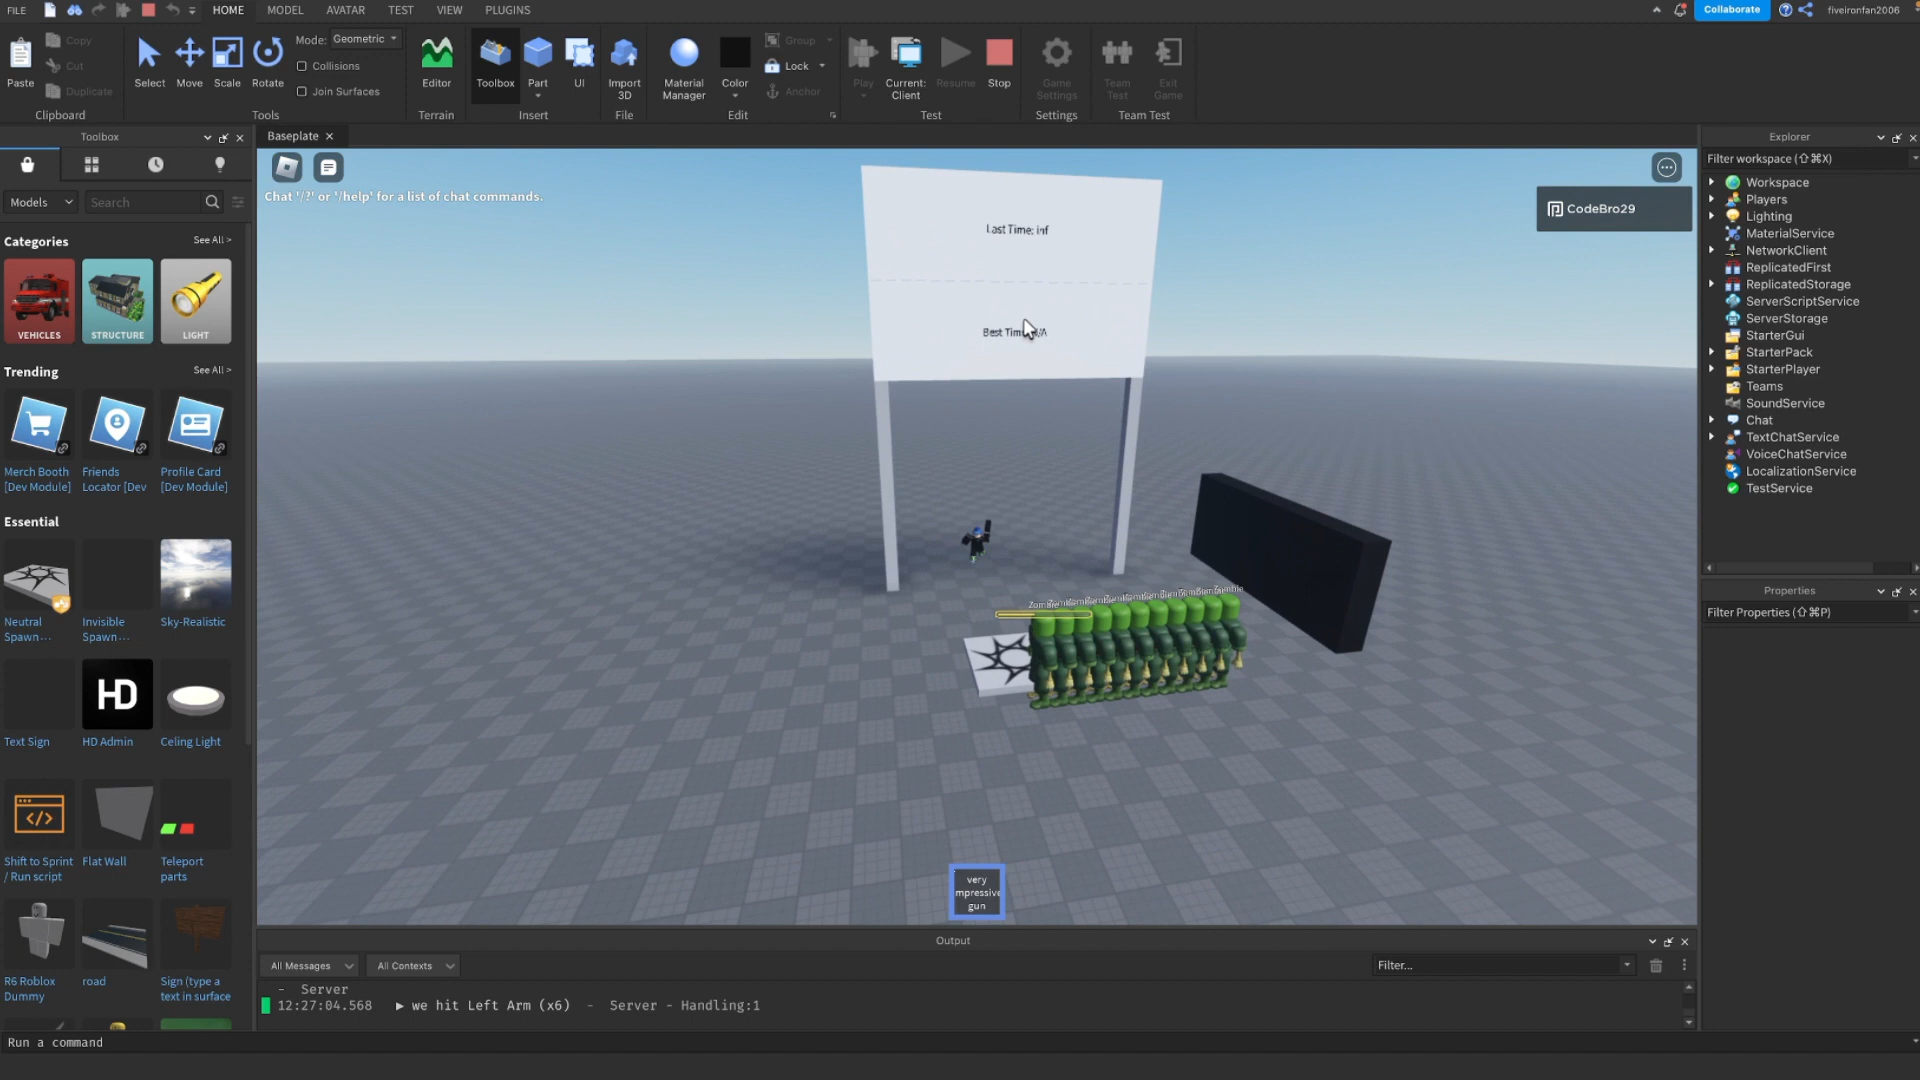 FILE
HOME
MODEL
AVATAR
TEST
VIEW
PLUGINS
Collaborate
fiveironfan2006
Paste
Copy
Cut
Duplicate
Clipboard
Select
Move
Scale
Rotate
Mode: Geometric
Collisions
Join Surfaces
Tools
Editor
Terrain
Toolbox
Part
UI
Insert
Import
3D
File
Material
Manager
Color
Group
Lock
Anchor
Edit
Play
Current:
Client
Resume
Stop
Test
Game
Settings
Settings
Team
Test
Exit
Game
Team Test
Toolbox
Models
Search
Categories
See All >
VEHICLES
STRUCTURE
LIGHT
Trending
See All >
Merch Booth
[Dev Module]
Friends
Locator [Dev
Profile Card
[Dev Module]
Essential
Neutral
Spawn...
Invisible
Spawn...
Sky-Realistic
HD
Text Sign
HD Admin
Celing Light
Shift to Sprint
/ Run script
Flat Wall
Teleport
parts
R6 Roblox
Dummy
road
Sign (type a
text in surface
Baseplate
Chat '/?' or '/help' for a list of chat commands.
Last Time: inf
Best Time
CodeBro29
Zombie
very
mpressive
gun
Output
All Messages
All Contexts
Filter...
- Server
12:27:04.568 ▶ we hit Left Arm (x6) - Server - Handling:1
Run a command
Explorer
Filter workspace (⇧⌘X)
Workspace
Players
Lighting
MaterialService
NetworkClient
ReplicatedFirst
ReplicatedStorage
ServerScriptService
ServerStorage
StarterGui
StarterPack
StarterPlayer
Teams
SoundService
Chat
TextChatService
VoiceChatService
LocalizationService
TestService
Properties
Filter Properties (⇧⌘P)